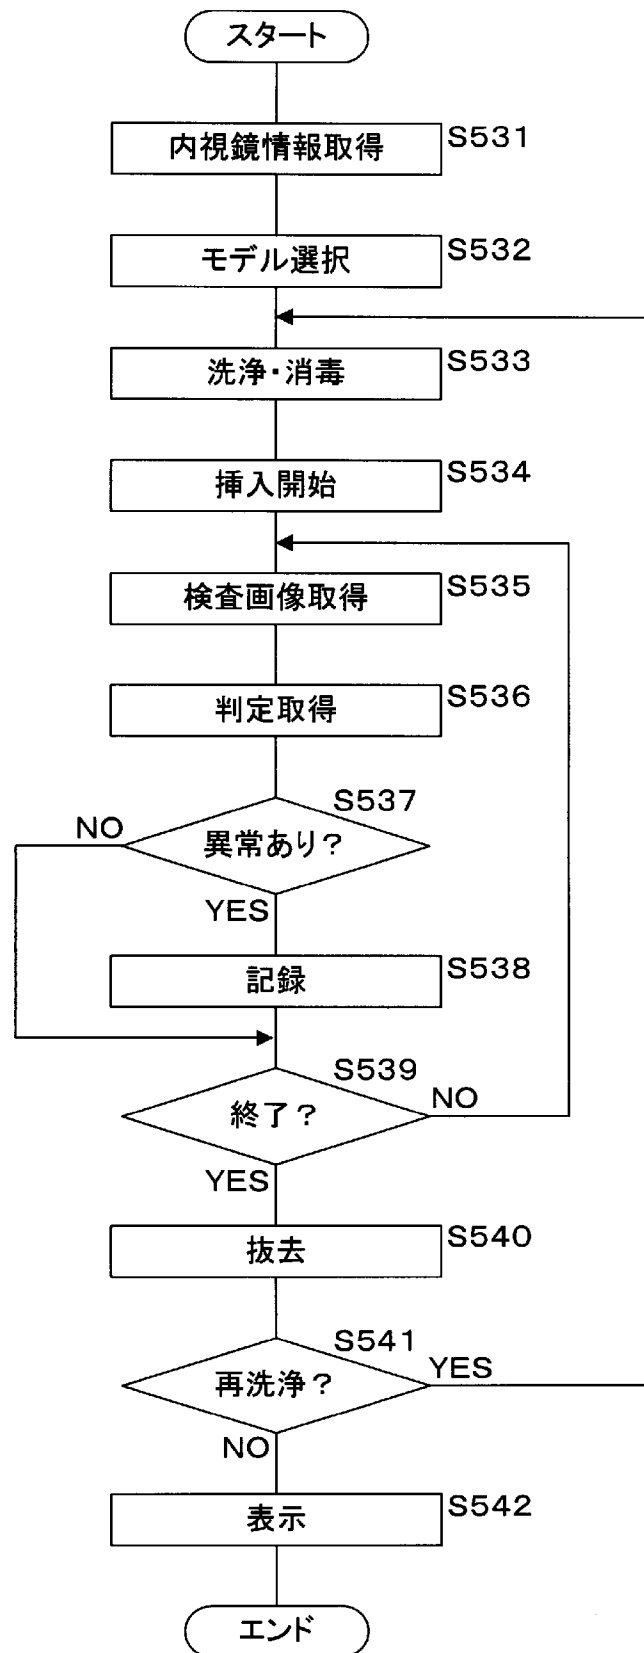 スタート
内視鏡情報取得 S531
モデル選択 S532
洗浄・消毒 S533
挿入開始 S534
検査画像取得 S535
判定取得 S536
S537
NO 異常あり？
YES
記録 S538
S539
終了？ NO
YES
抜去 S540
S541
再洗浄？ YES
NO
表示 S542
エンド